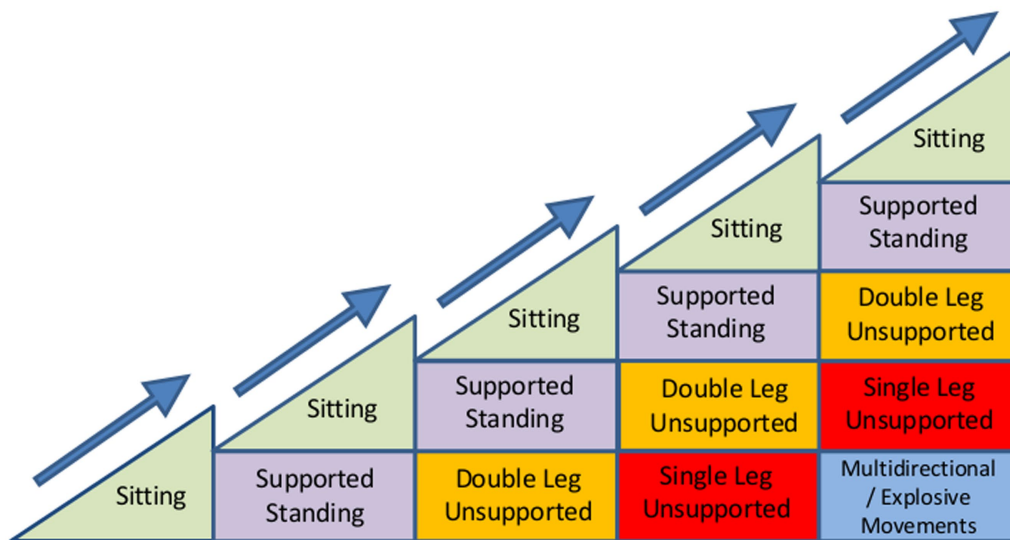 Sitting
Supported
Standing
Sitting
Double Leg
Unsupported
Supported
Standing
Sitting
Single Leg
Unsupported
Double Leg
Unsupported
Supported
Standing
Sitting
Multidirectional
/ Explosive
Movements
Single Leg
Unsupported
Double Leg
Unsupported
Supported
Standing
Sitting